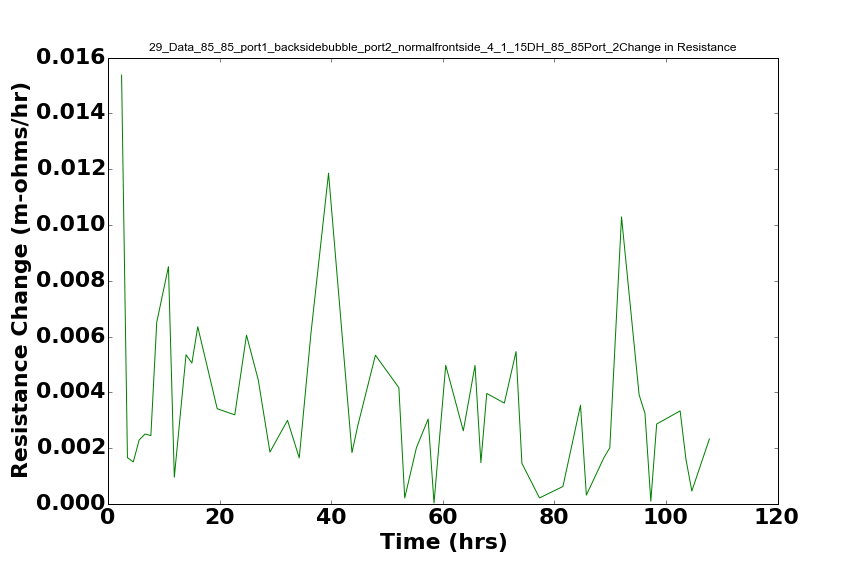 29_Data_85_85_port1_backsidebubble_port2_normalfrontside_4_1_15DH_85_85Port_2Change in Resistance
0.016
0.014
0.012
0.010
0.008
0.006
0.004
0.002
0.000
Resistance Change (m-ohms/hr)
0 20 40 60 80 100 120
Time (hrs)